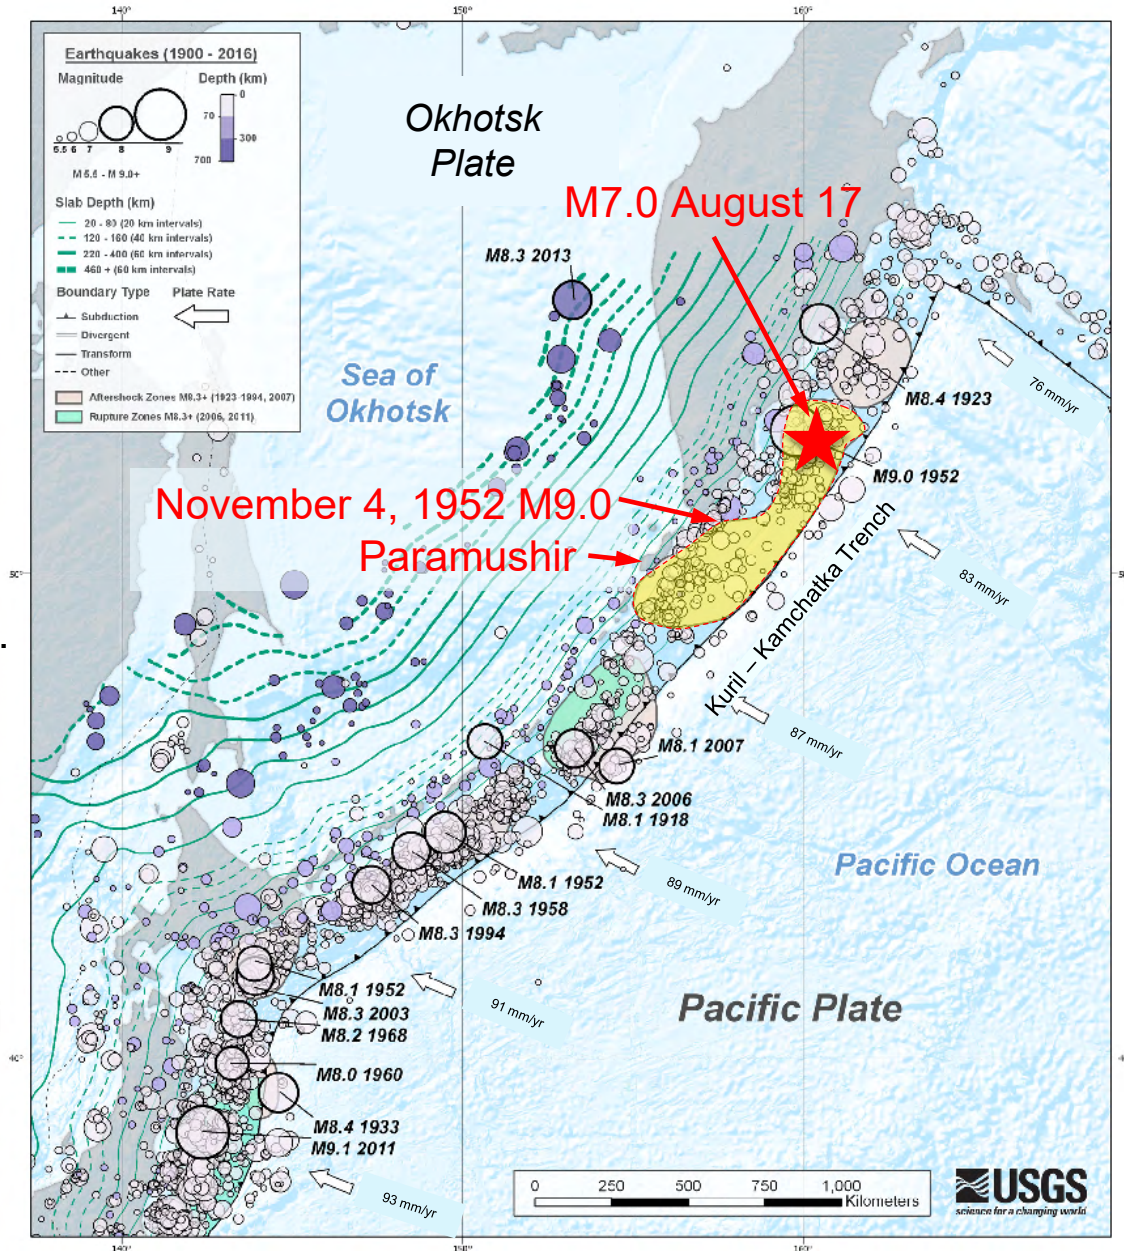 140°
150°
160°
Earthquakes (1900 - 2016)
Magnitude
Depth (km)
0
70
300
700
5.5 6 7 8 9
M 5.5 - M 9.0+
Slab Depth (km)
20 - 80 (20 km intervals)
120 - 160 (40 km intervals)
220 - 400 (60 km intervals)
460 + (60 km intervals)
Boundary Type
Plate Rate
Subduction
Divergent
Transform
Other
Aftershock Zones M8.3+ (1923-1994, 2007)
Rupture Zones M8.3+ (2006, 2011)
Okhotsk
Plate
M7.0 August 17
M8.3 2013
Sea of
Okhotsk
76 mm/yr
M8.4 1923
M9.0 1952
November 4, 1952 M9.0
Paramushir
Kuril – Kamchatka Trench
83 mm/yr
50°
.
87 mm/yr
M8.1 2007
M8.3 2006
M8.1 1918
Pacific Ocean
89 mm/yr
M8.1 1952
M8.3 1958
M8.3 1994
M8.1 1952
M8.3 2003
M8.2 1968
91 mm/yr
Pacific Plate
40°
M8.0 1960
M8.4 1933
M9.1 2011
93 mm/yr
0 250 500 750 1,000
Kilometers
USGS
science for a changing world
140°
150°
160°